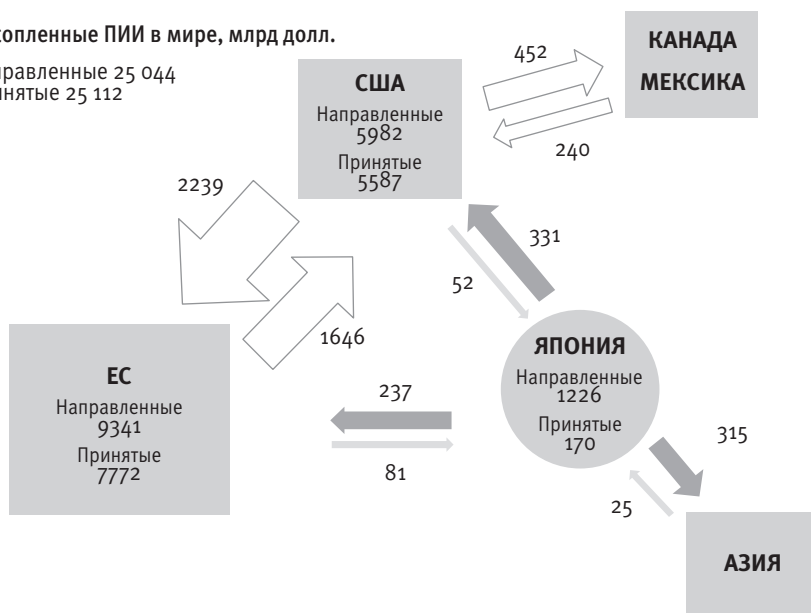 копленные ПИИ в мире, млрд долл.
правленные 25 044
инятые 25 112
США
Направленные
5982
Принятые
5587
452
240
КАНАДА
МЕКСИКА
2239
1646
331
52
ЕС
Направленные
9341
Принятые
7772
237
81
ЯПОНИЯ
Направленные
1226
Принятые
170
315
25
АЗИЯ